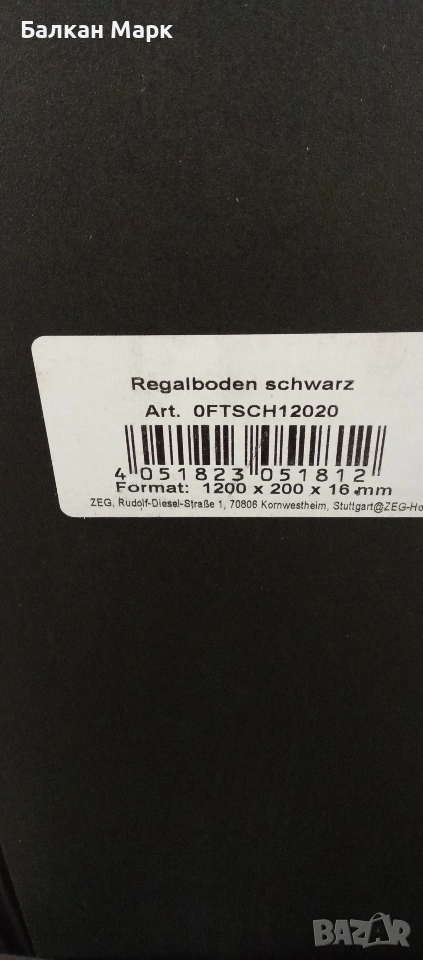 Балкан Марк
Regalboden schwarz
Art. 0FTSCH12020
4 051823 051812
Format: 1200 x 200 x 16 mm
ZEG, Rudolf-Diesel-Straße 1, 70806 Kornwestheim, Stuttgart@ZEG-Ho
BAZAR